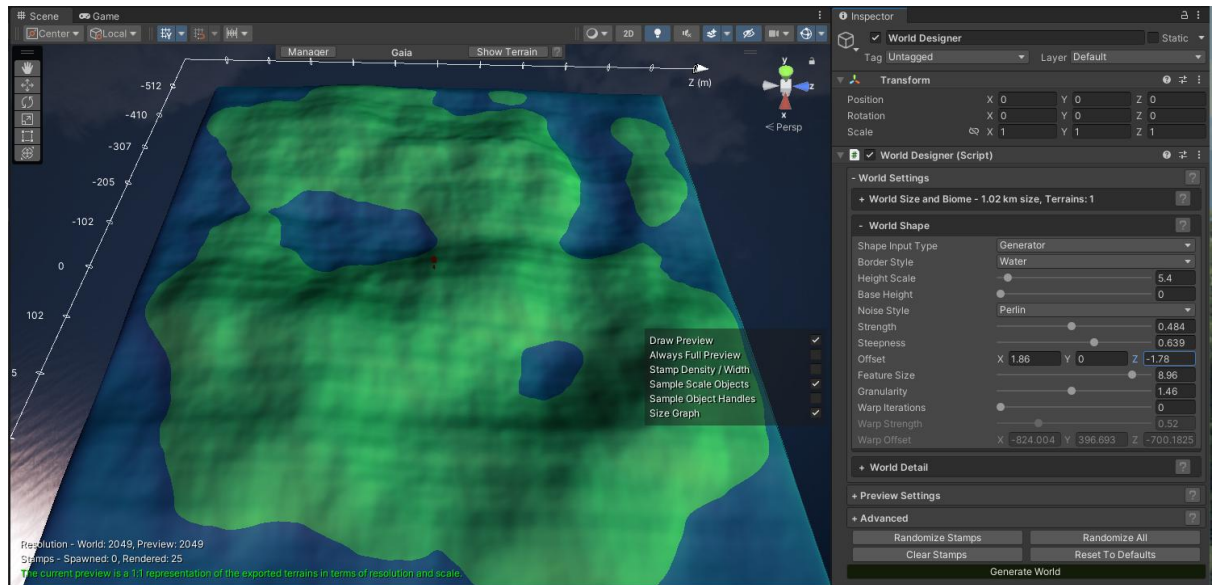 Scene Game
Center Local 2D
Manager Gaia Show Terrain ?
Z (m)
y
z
x
Persp
-512
-410
-307
-205
-102
0
102
5
Draw Preview
Always Full Preview
Stamp Density / Width
Sample Scale Objects
Sample Object Handles
Size Graph
Resolution - World: 2049, Preview: 2049
Stamps - Spawned: 0, Rendered: 25
The current preview is a 1:1 representation of the exported terrains in terms of resolution and scale.
Inspector
World Designer Static
Tag Untagged Layer Default
Transform
Position X 0 Y 0 Z 0
Rotation X 0 Y 0 Z 0
Scale X 1 Y 1 Z 1
World Designer (Script)
- World Settings ?
+ World Size and Biome - 1.02 km size, Terrains: 1 ?
- World Shape ?
Shape Input Type Generator
Border Style Water
Height Scale 5.4
Base Height 0
Noise Style Perlin
Strength 0.484
Steepness 0.639
Offset X 1.86 Y 0 Z -1.78
Feature Size 8.96
Granularity 1.46
Warp Iterations 0
Warp Strength 0.52
Warp Offset X -824.004 Y 396.693 Z -700.1825
+ World Detail ?
+ Preview Settings ?
+ Advanced ?
Randomize Stamps Randomize All
Clear Stamps Reset To Defaults
Generate World